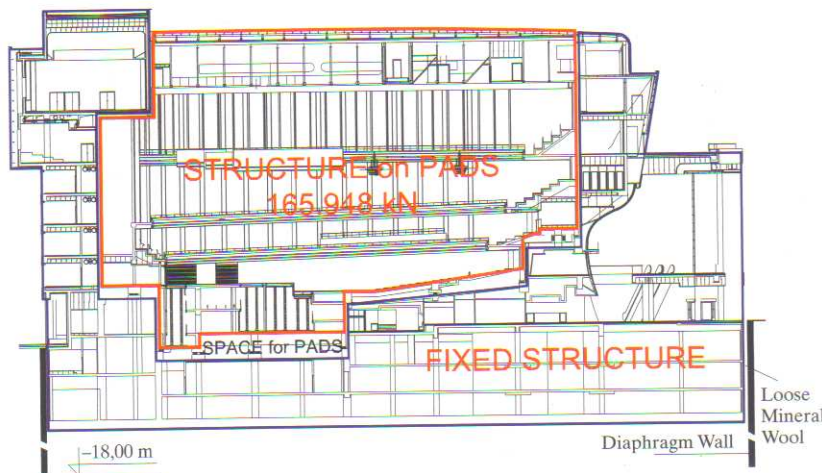 STRUCTURE on PADS
165.948 kN
SPACE for PADS
FIXED STRUCTURE
Loose
Mineral
Wool
Diaphragm Wall
–18,00 m